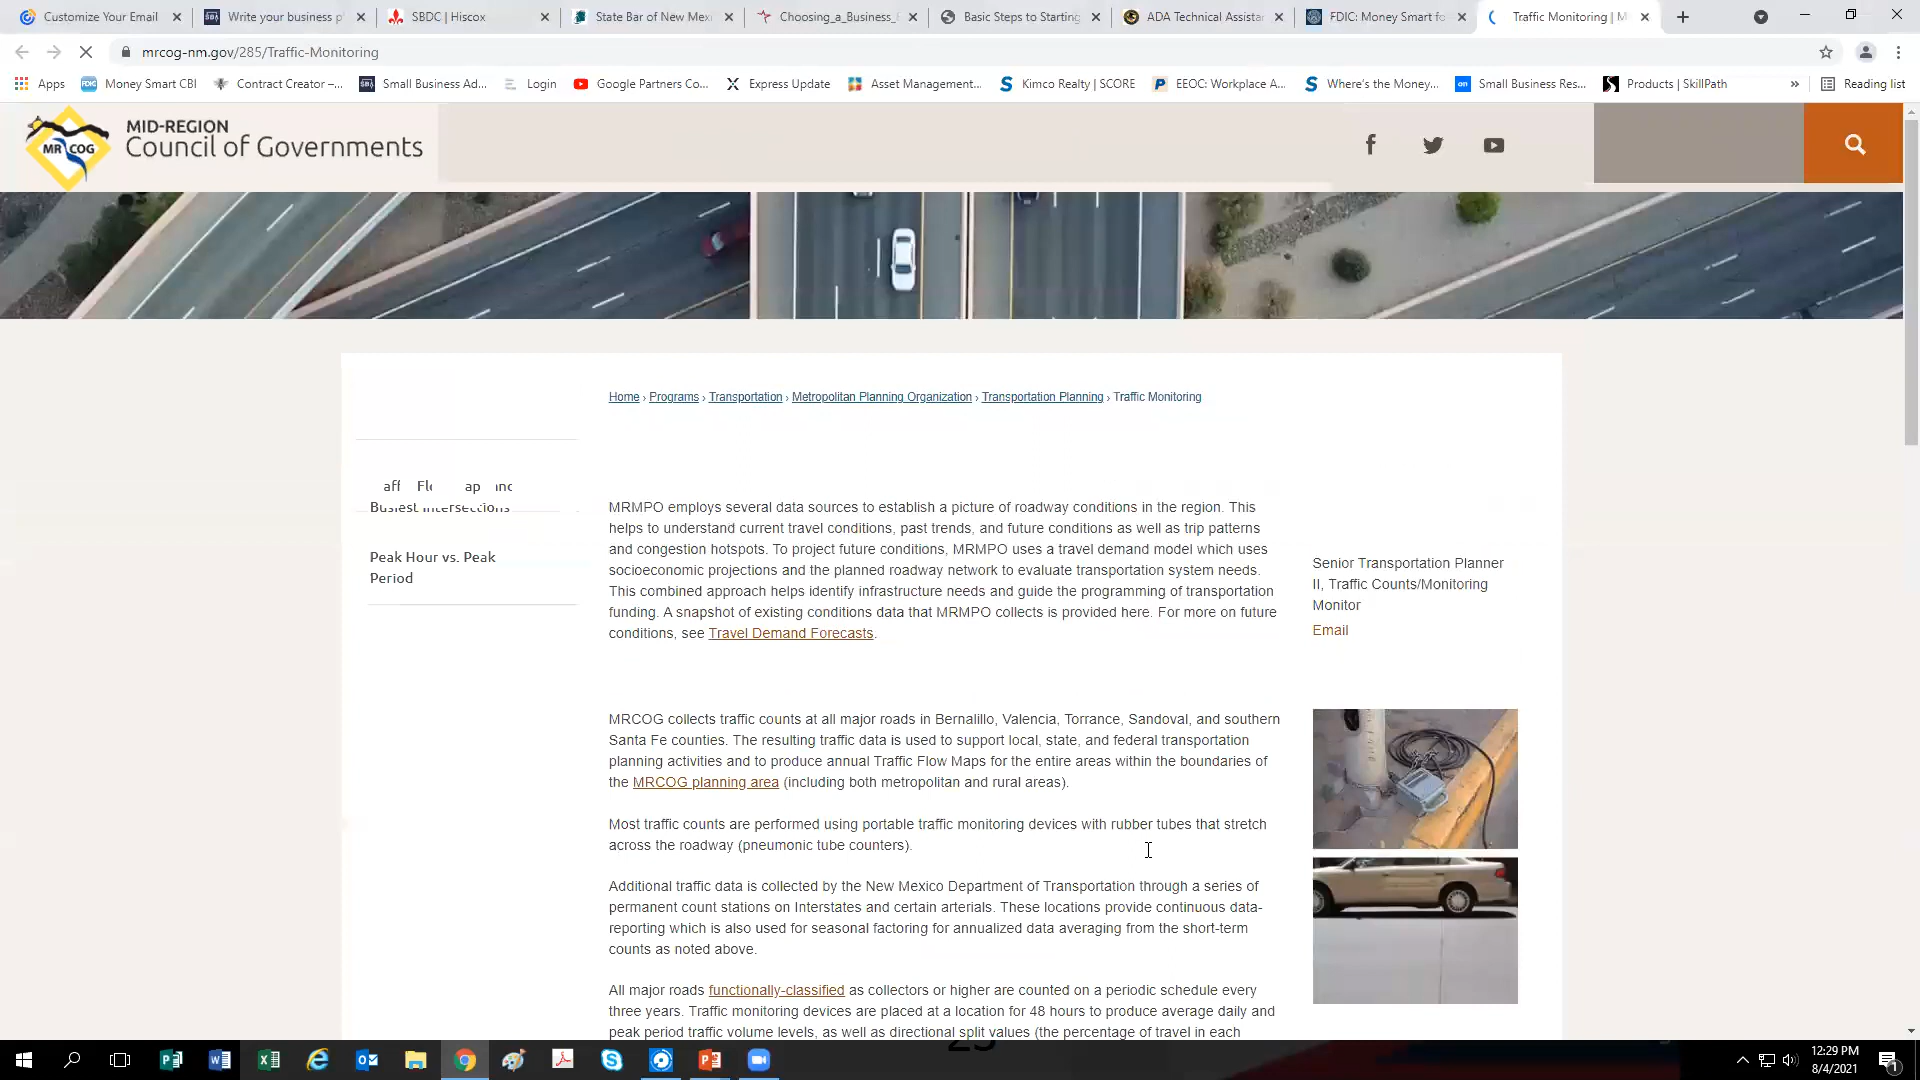 Customize Your Email
Write your business p
SBDC | Hiscox
State Bar of New Mexi
Choosing_a_Business_
Basic Steps to Starting
ADA Technical Assista
FDIC: Money Smart fo
Traffic Monitoring | M
mrcog-nm.gov/285/Traffic-Monitoring
Apps
Money Smart CBI
Contract Creator –...
Small Business Ad...
Login
Google Partners Co...
Express Update
Asset Management...
Kimco Realty | SCORE
EEOC: Workplace A...
Where's the Money...
Small Business Res...
Products | SkillPath
»
Reading list
MR COG
MID-REGION
Council of Governments
Home › Programs › Transportation › Metropolitan Planning Organization › Transportation Planning › Traffic Monitoring
Busiest Intersections
Peak Hour vs. Peak
Period
MRMPO employs several data sources to establish a picture of roadway conditions in the region. This
helps to understand current travel conditions, past trends, and future conditions as well as trip patterns
and congestion hotspots. To project future conditions, MRMPO uses a travel demand model which uses
socioeconomic projections and the planned roadway network to evaluate transportation system needs.
This combined approach helps identify infrastructure needs and guide the programming of transportation
funding. A snapshot of existing conditions data that MRMPO collects is provided here. For more on future
conditions, see Travel Demand Forecasts.
Senior Transportation Planner
II, Traffic Counts/Monitoring
Monitor
Email
MRCOG collects traffic counts at all major roads in Bernalillo, Valencia, Torrance, Sandoval, and southern
Santa Fe counties. The resulting traffic data is used to support local, state, and federal transportation
planning activities and to produce annual Traffic Flow Maps for the entire areas within the boundaries of
the MRCOG planning area (including both metropolitan and rural areas).
Most traffic counts are performed using portable traffic monitoring devices with rubber tubes that stretch
across the roadway (pneumonic tube counters).
Additional traffic data is collected by the New Mexico Department of Transportation through a series of
permanent count stations on Interstates and certain arterials. These locations provide continuous data-
reporting which is also used for seasonal factoring for annualized data averaging from the short-term
counts as noted above.
All major roads functionally-classified as collectors or higher are counted on a periodic schedule every
three years. Traffic monitoring devices are placed at a location for 48 hours to produce average daily and
peak period traffic volume levels, as well as directional split values (the percentage of travel in each
12:29 PM
8/4/2021
1